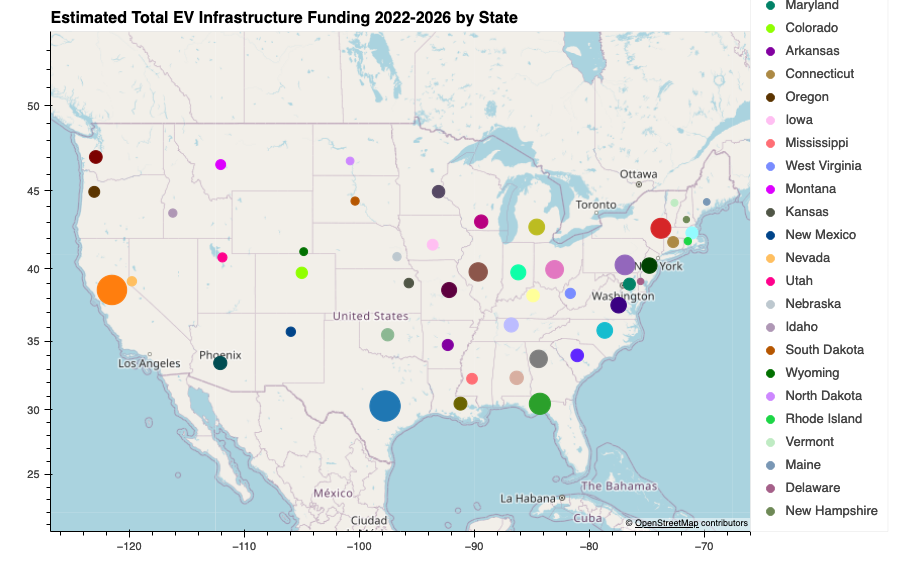 Estimated Total EV Infrastructure Funding 2022-2026 by State
Maryland
Colorado
Arkansas
Connecticut
Oregon
Iowa
Mississippi
West Virginia
Montana
Kansas
New Mexico
Nevada
Utah
Nebraska
Idaho
South Dakota
Wyoming
North Dakota
Rhode Island
Vermont
Maine
Delaware
New Hampshire
50
45
40
35
30
25
−120
−110
−100
−90
−80
−70
Ottawa
Toronto
York
Washington
United States
Los Angeles
Phoenix
México
Ciudad
La Habana
The Bahamas
Cuba
© OpenStreetMap contributors